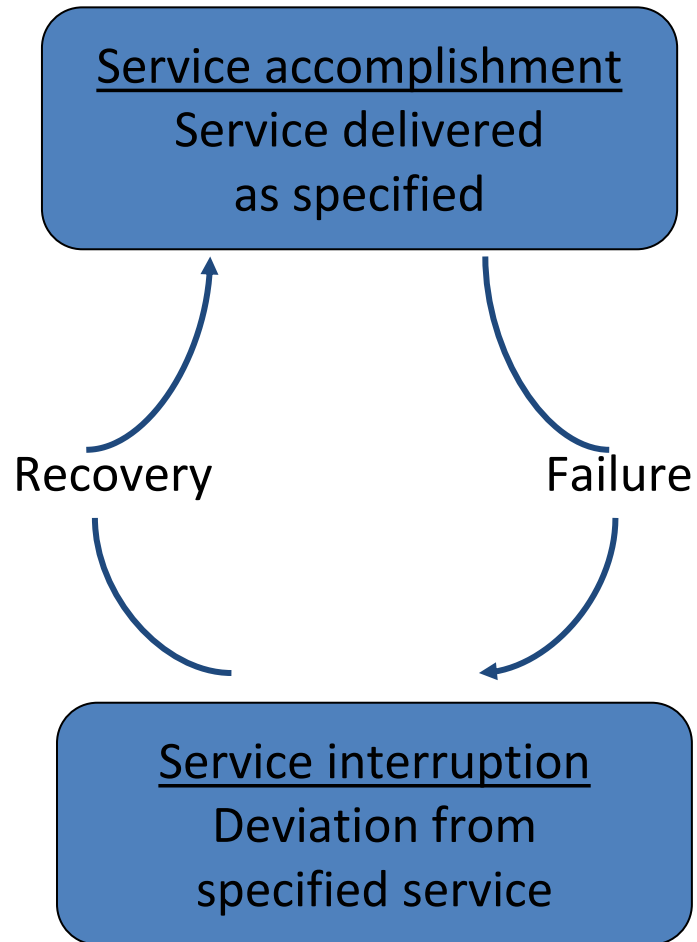 Service accomplishment
Service delivered
as specified
Recovery
Failure
Service interruption
Deviation from
specified service